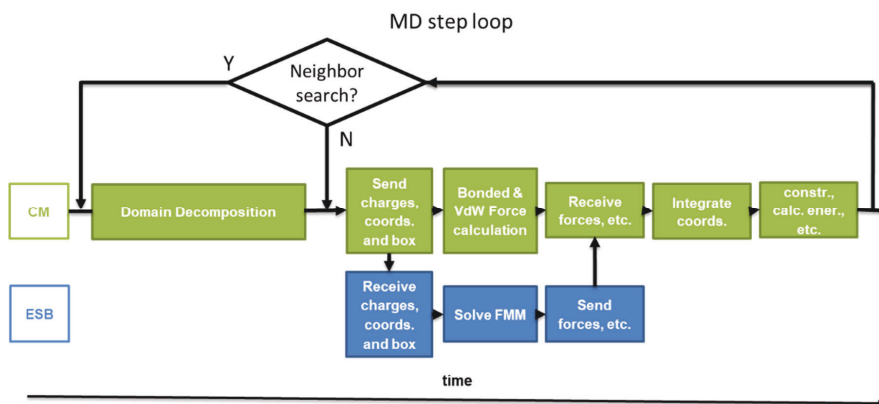 MD step loop
Y
Neighbor
search?
N
CM
Domain Decomposition
Send
charges,
coords.
and box
Bonded &
VdW Force
calculation
Receive
forces, etc.
Integrate
coords.
constr.,
calc. ener.,
etc.
ESB
Receive
charges,
coords.
and box
Solve FMM
Send
forces, etc.
time